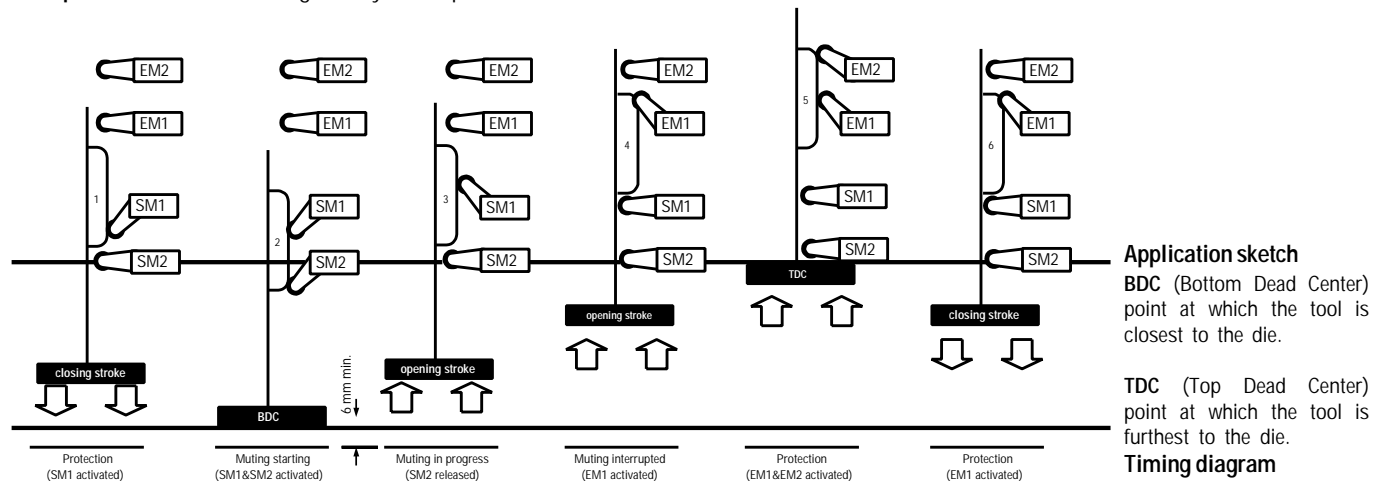 EM2 EM2 EM2 EM2 EM2 EM2
EM1 EM1 EM1 EM1 EM1 EM1
1 2 3 4 5 6
SM1 SM1 SM1 SM1 SM1 SM1
SM2 SM2 SM2 SM2 SM2 SM2
closing stroke
BDC
6 mm min.
opening stroke
opening stroke
TDC
closing stroke
Protection
(SM1 activated)
Muting starting
(SM1&SM2 activated)
Muting in progress
(SM2 released)
Muting interrupted
(EM1 activated)
Protection
(EM1&EM2 activated)
Protection
(EM1 activated)
Application sketch
BDC (Bottom Dead Center)
point at which the tool is
closest to the die.
TDC (Top Dead Center)
point at which the tool is
furthest to the die.
Timing diagram